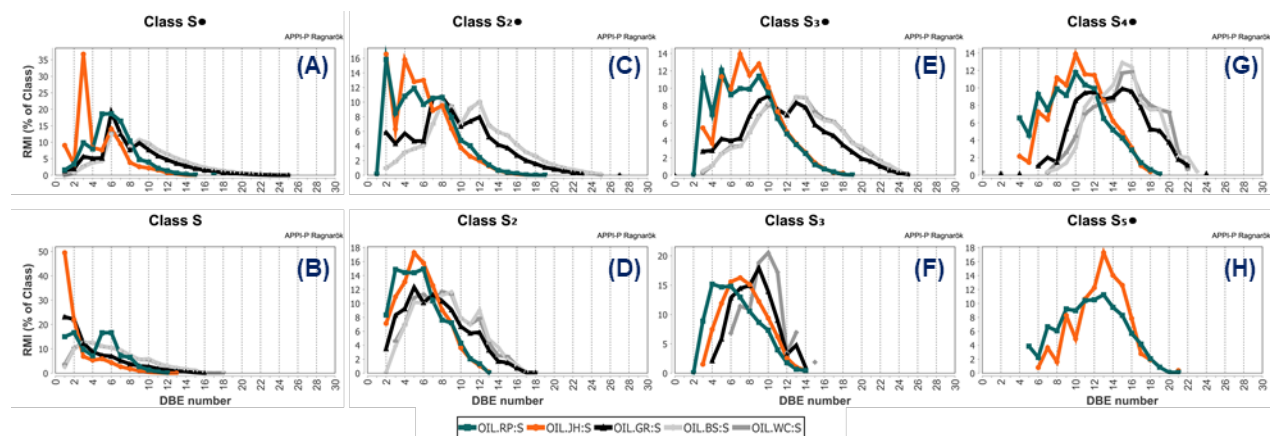 Class S●
APPI-P Ragnarök
(A)
RMI (% of Class)
35
30
25
20
15
10
5
0
0 2 4 6 8 10 12 14 16 18 20 22 24 26 28 30
Class S₂●
APPI-P Ragnarök
(C)
16
14
12
10
8
6
4
2
0
0 2 4 6 8 10 12 14 16 18 20 22 24 26 28 30
Class S₃●
APPI-P Ragnarök
(E)
14
12
10
8
6
4
2
0
0 2 4 6 8 10 12 14 16 18 20 22 24 26 28 30
Class S₄●
APPI-P Ragnarök
(G)
14
12
10
8
6
4
2
0
0 2 4 6 8 10 12 14 16 18 20 22 24 26 28 30
Class S
APPI-P Ragnarök
(B)
RMI (% of Class)
50
40
30
20
10
0
0 2 4 6 8 10 12 14 16 18 20 22 24 26 28 30
DBE number
Class S₂
APPI-P Ragnarök
(D)
18
16
14
12
10
8
6
4
2
0
0 2 4 6 8 10 12 14 16 18 20 22 24 26 28 30
DBE number
Class S₃
APPI-P Ragnarök
(F)
20
15
10
5
0
0 2 4 6 8 10 12 14 16 18 20 22 24 26 28 30
DBE number
Class S₅●
APPI-P Ragnarök
(H)
18
16
14
12
10
8
6
4
2
0
0 2 4 6 8 10 12 14 16 18 20 22 24 26 28 30
DBE number
OIL.RP:S OIL.JH:S OIL.GR:S OIL.BS:S OIL.WC:S